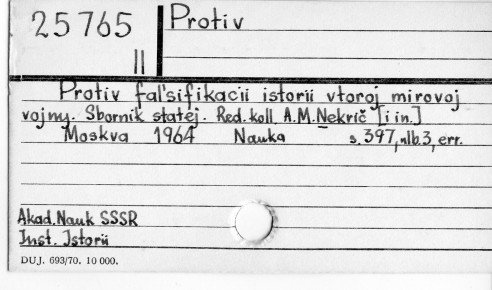 25765 Protiv
II
Protiv fal'sifikacii istorii vtoroj mirovoj
vojny. Sbornik statej. Red. koll. A.M. Nekrič [i in.]
Moskva 1964 Nauka s. 397, nlb. 3, err.
Akad. Nauk SSSR
Inst. Istorii
DUJ. 693/70. 10 000.